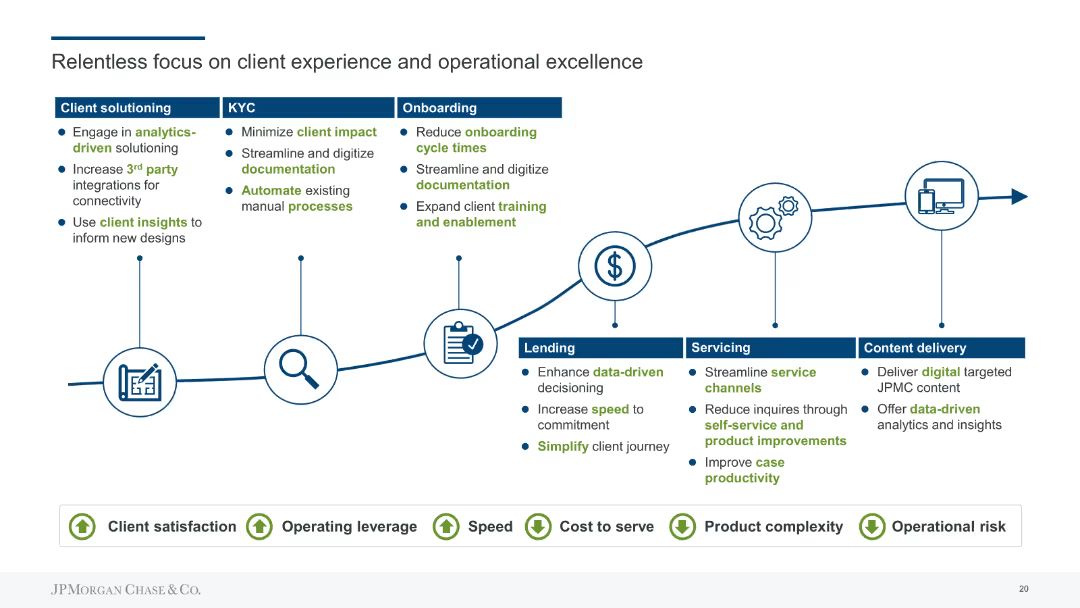 Relentless focus on client experience and operational excellence
Client solutioning
● Engage in analytics-
driven solutioning
● Increase 3rd party
integrations for
connectivity
● Use client insights to
inform new designs
KYC
● Minimize client impact
● Streamline and digitize
documentation
● Automate existing
manual processes
Onboarding
● Reduce onboarding
cycle times
● Streamline and digitize
documentation
● Expand client training
and enablement
$
Lending
● Enhance data-driven
decisioning
● Increase speed to
commitment
● Simplify client journey
Servicing
● Streamline service
channels
● Reduce inquires through
self-service and
product improvements
● Improve case
productivity
Content delivery
● Deliver digital targeted
JPMC content
● Offer data-driven
analytics and insights
Client satisfaction Operating leverage Speed Cost to serve Product complexity Operational risk
JPMORGAN CHASE & CO.
20